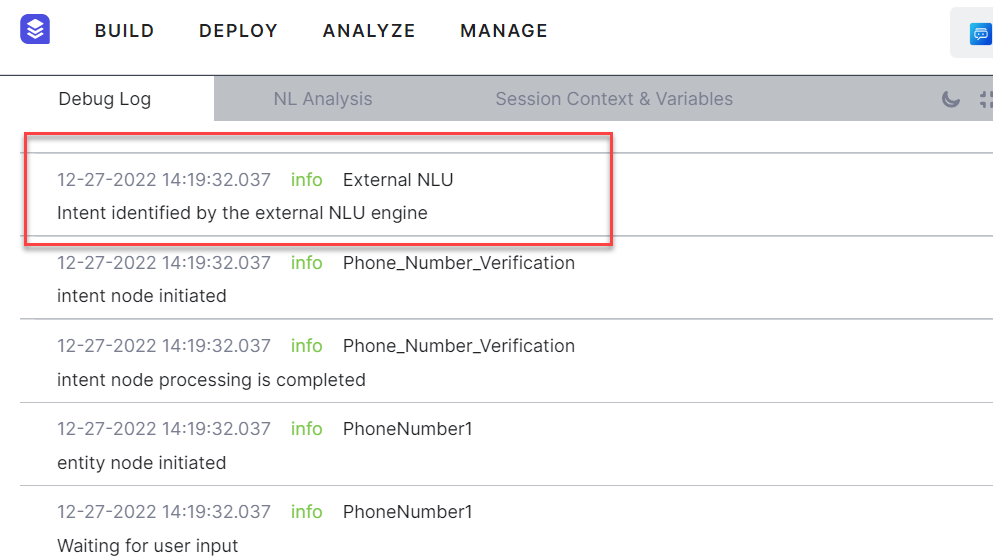 BUILD DEPLOY ANALYZE MANAGE
Debug Log NL Analysis Session Context & Variables
12-27-2022 14:19:32.037 info External NLU
Intent identified by the external NLU engine
12-27-2022 14:19:32.037 info Phone_Number_Verification
intent node initiated
12-27-2022 14:19:32.037 info Phone_Number_Verification
intent node processing is completed
12-27-2022 14:19:32.037 info PhoneNumber1
entity node initiated
12-27-2022 14:19:32.037 info PhoneNumber1
Waiting for user input